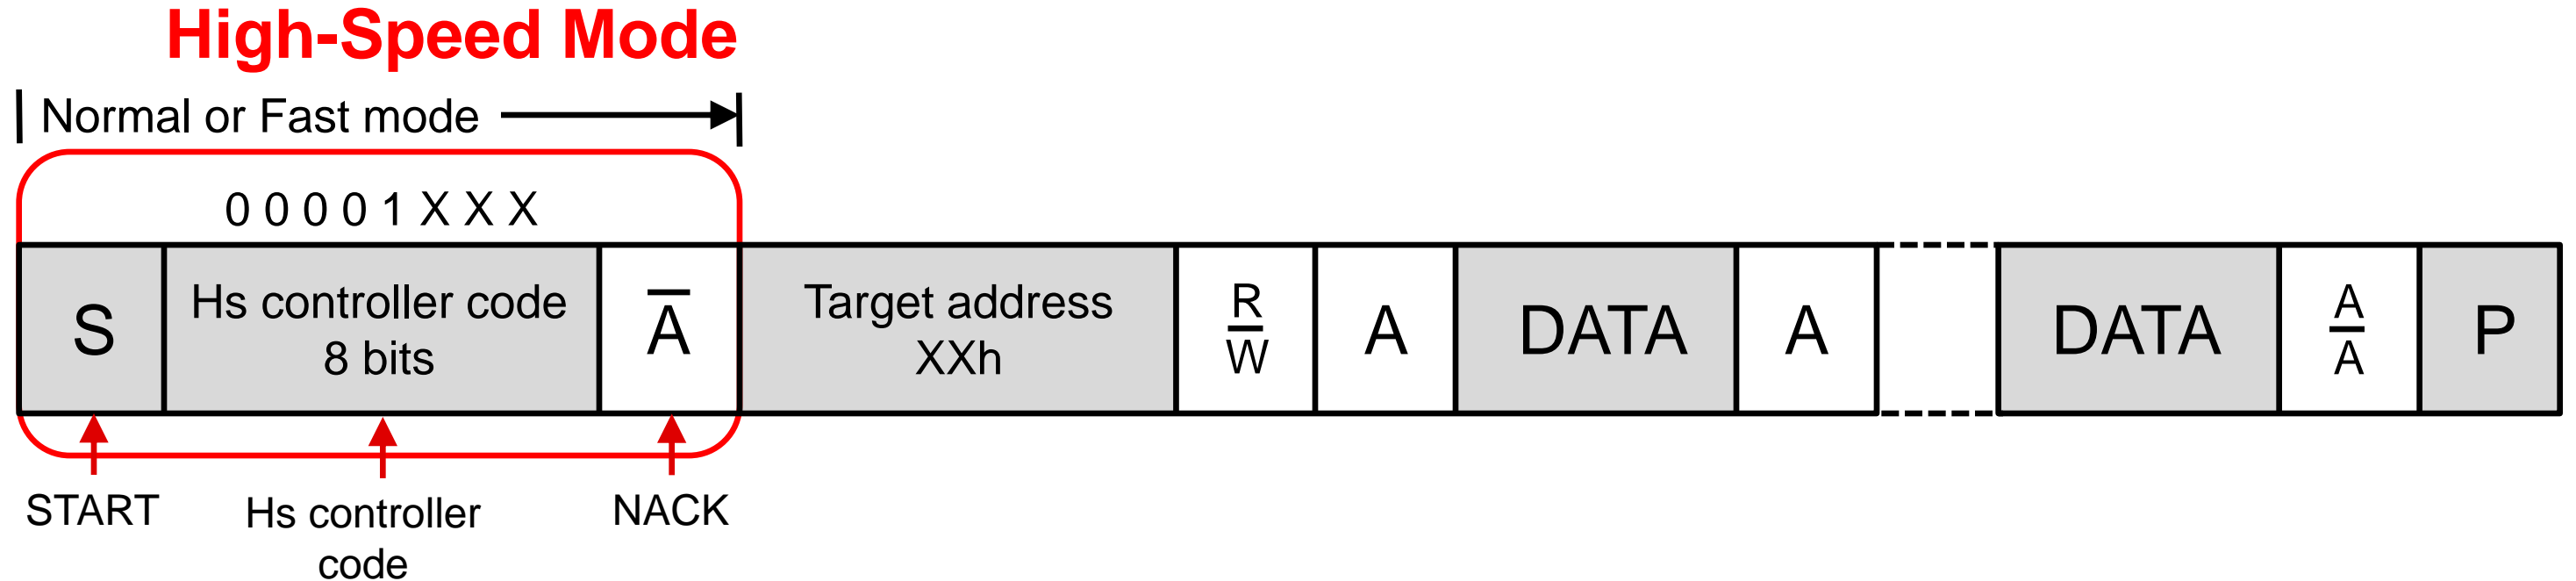 High-Speed Mode
Normal or Fast mode
0 0 0 0 1 X X X
S
Hs controller code
8 bits
A̅
Target address
XXh
R
W̅
A
DATA
A
DATA
A
A̅
P
START
Hs controller
code
NACK